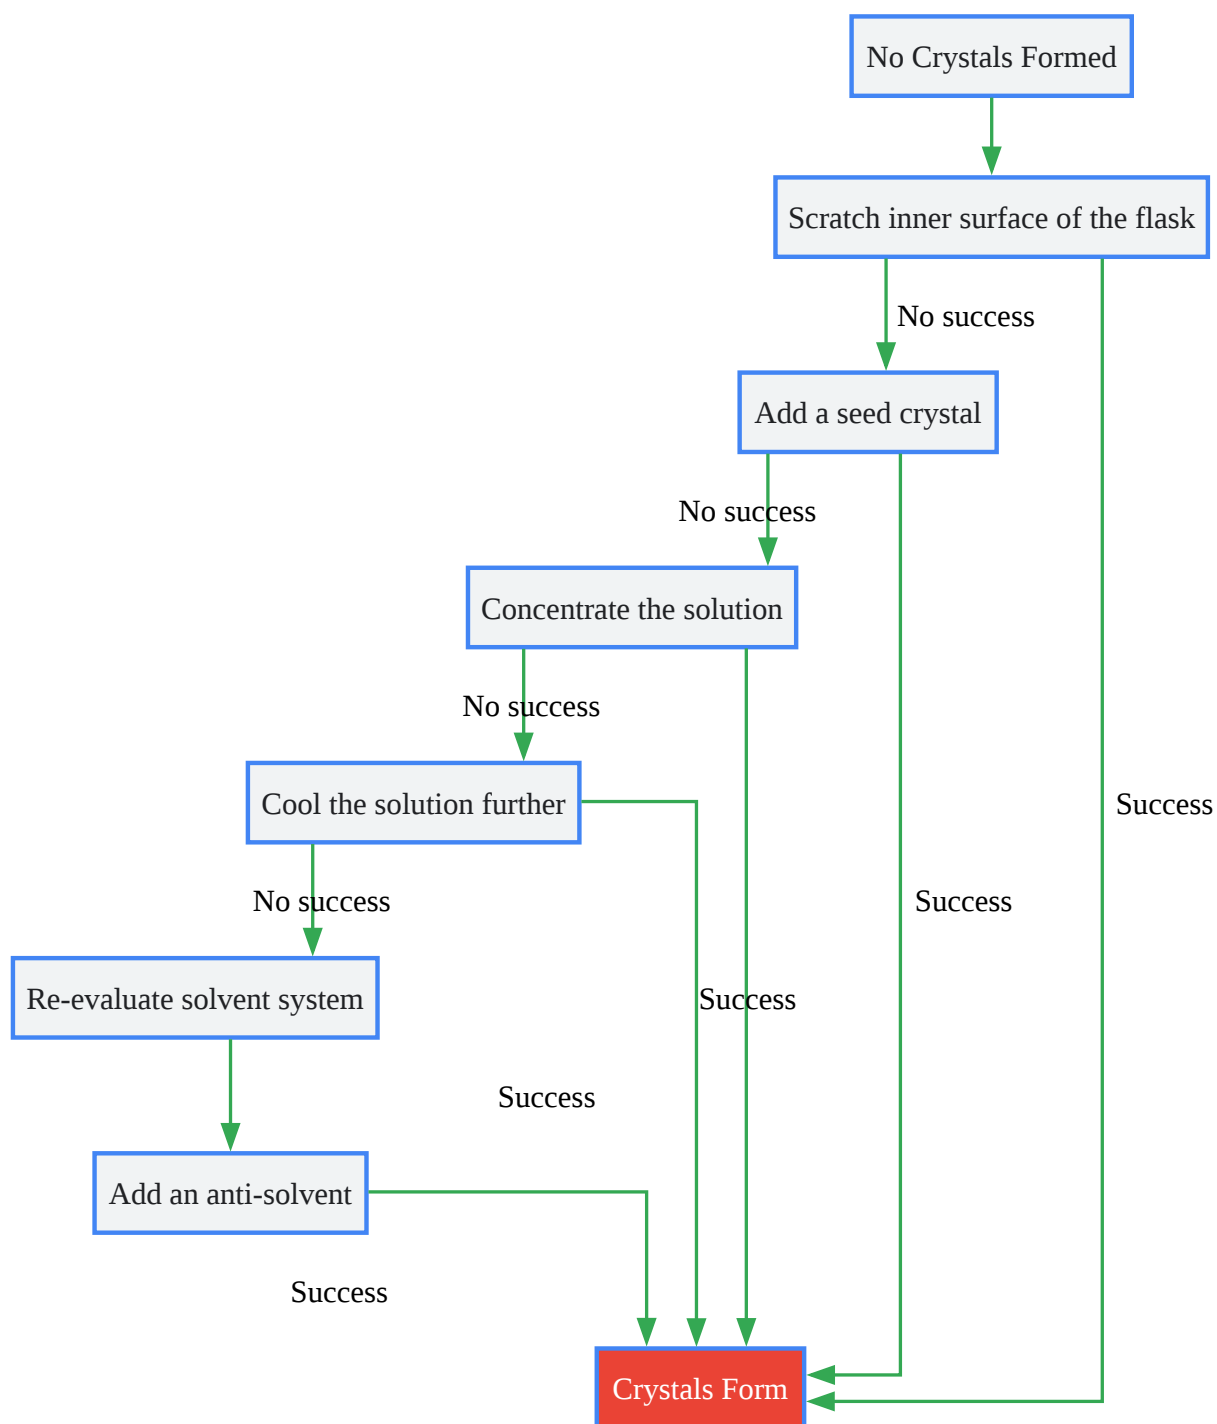 No Crystals Formed
Scratch inner surface of the flask
No success
Add a seed crystal
No success
Concentrate the solution
No success
Cool the solution further
Success
No success
Success
Re-evaluate solvent system
Success
Success
Add an anti-solvent
Success
Crystals Form